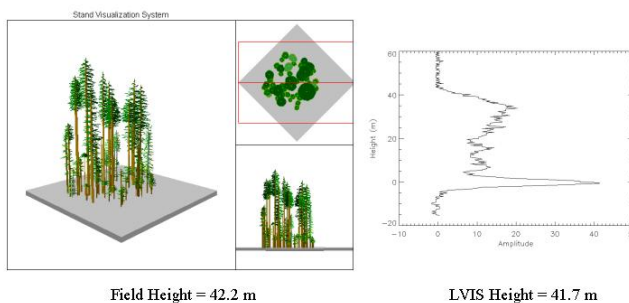 Stand Visualization System
60
40
20
0
20
Height (m)
-10
0
10
20
30
40
50
Amplitude
Field Height = 42.2 m
LVIS Height = 41.7 m